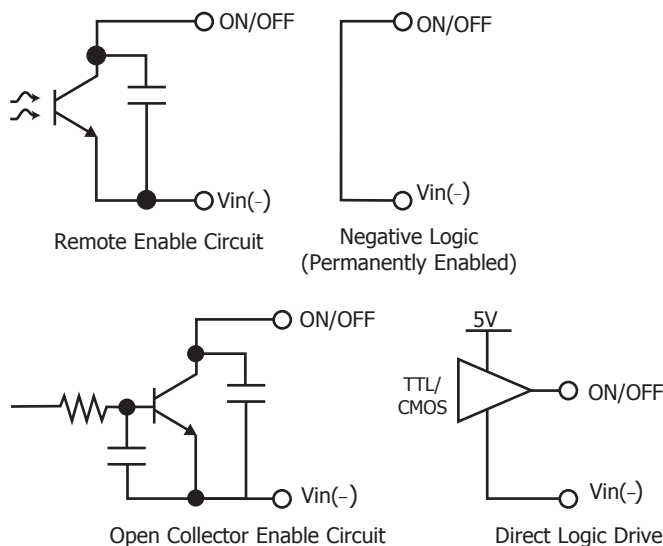 ON/OFF
Vin(–)
Remote Enable Circuit
ON/OFF
Vin(–)
Negative Logic
(Permanently Enabled)
ON/OFF
Vin(–)
Open Collector Enable Circuit
5V
TTL/
CMOS
ON/OFF
Vin(–)
Direct Logic Drive